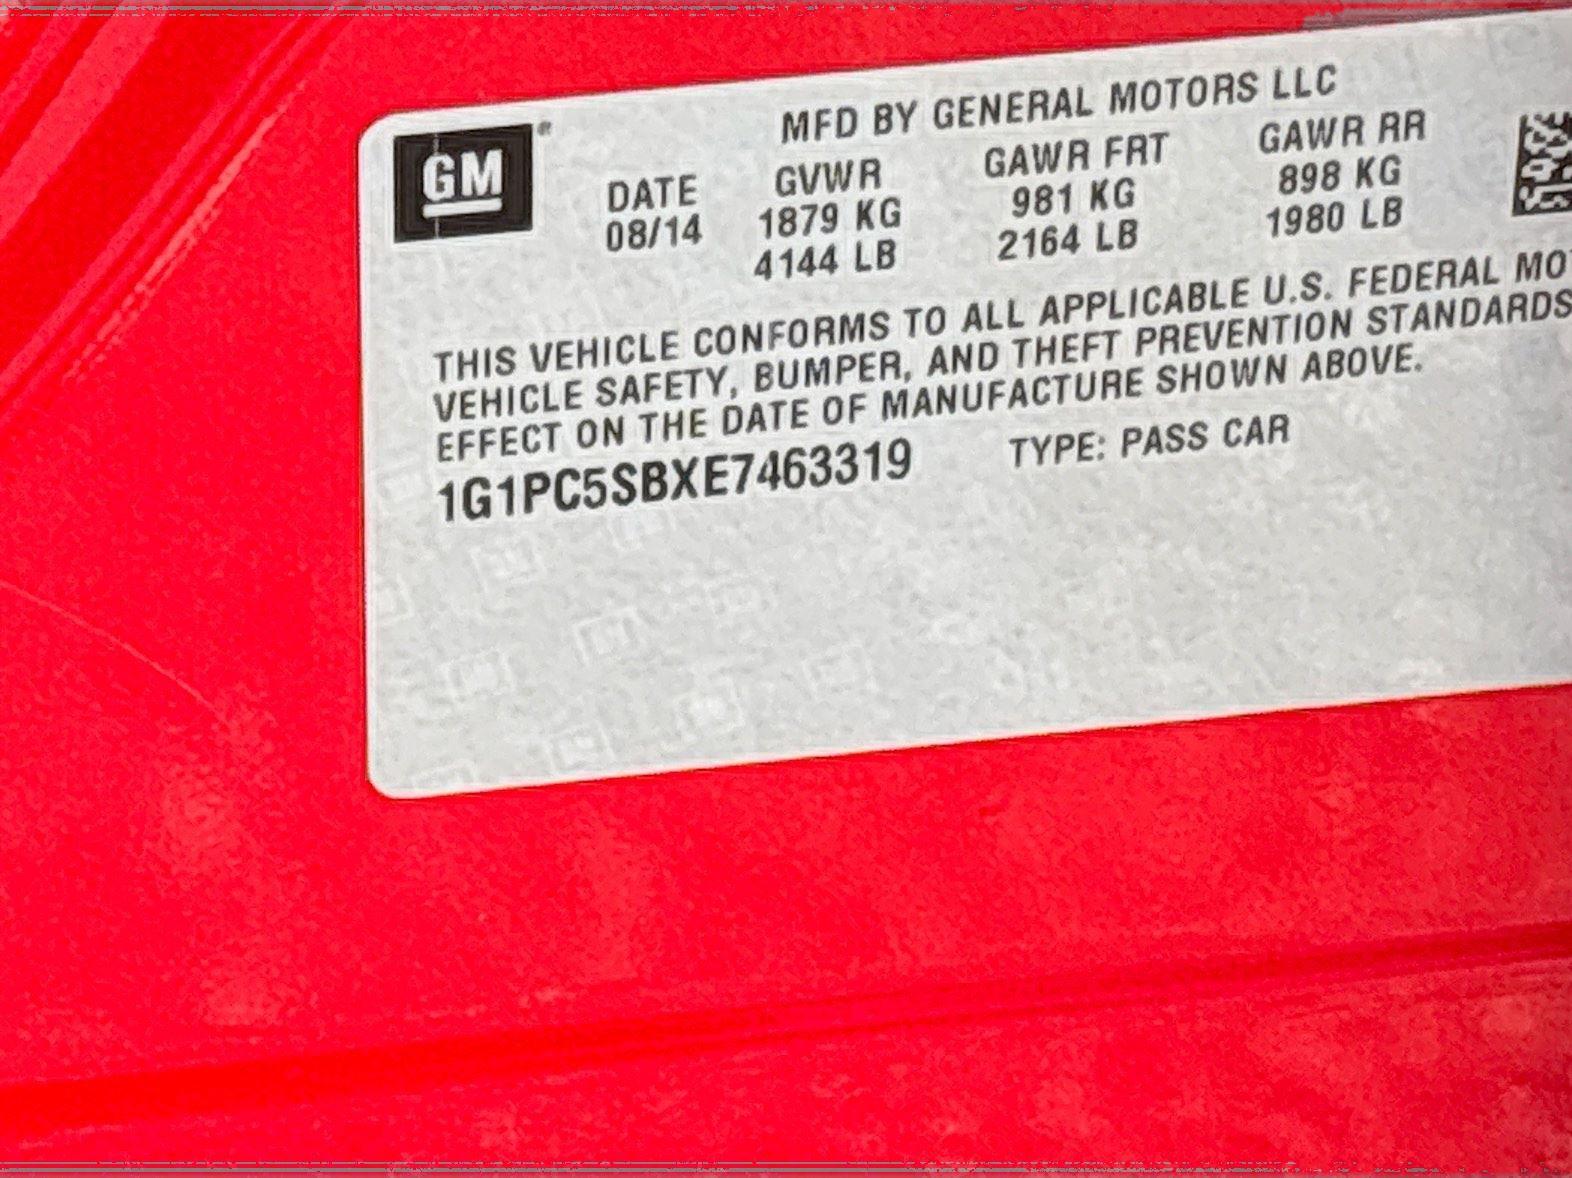 GM
MFD BY GENERAL MOTORS LLC
DATE GVWR GAWR FRT GAWR RR
08/14 1879 KG 981 KG 898 KG
4144 LB 2164 LB 1980 LB
THIS VEHICLE CONFORMS TO ALL APPLICABLE U.S. FEDERAL MO
VEHICLE SAFETY, BUMPER, AND THEFT PREVENTION STANDARDS
EFFECT ON THE DATE OF MANUFACTURE SHOWN ABOVE.
1G1PC5SBXE7463319 TYPE: PASS CAR